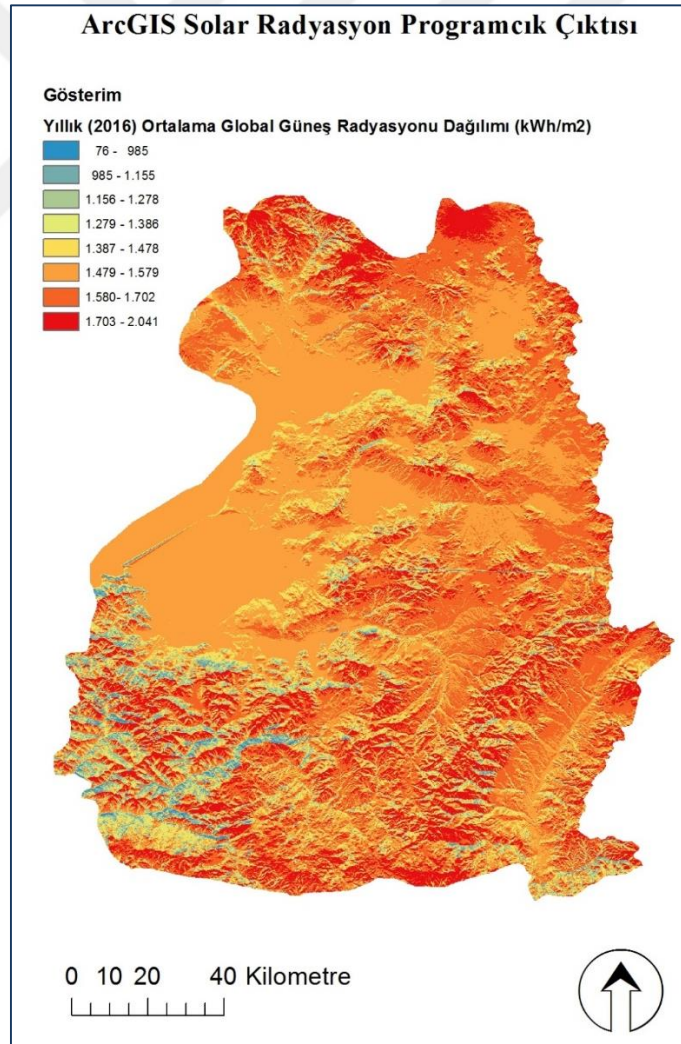 ArcGIS Solar Radyasyon Programcık Çıktısı
Gösterim
Yıllık (2016) Ortalama Global Güneş Radyasyonu Dağılımı (kWh/m2)
76 - 985
985 - 1.155
1.156 - 1.278
1.279 - 1.386
1.387 - 1.478
1.479 - 1.579
1.580- 1.702
1.703 - 2.041
0 10 20 40 Kilometre